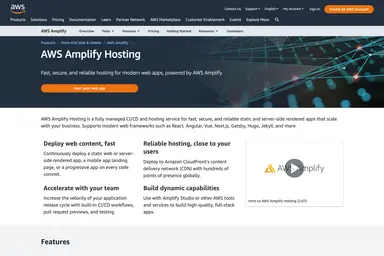 aws
Contact Us Support English My Account Sign In Create an AWS Account
Products Solutions Pricing Documentation Learn Partner Network AWS Marketplace Customer Enablement Events Explore More
AWS Amplify Overview Features Pricing Getting Started Resources
Products Front-End Web & Mobile AWS Amplify
AWS Amplify Hosting
Fast, secure, and reliable hosting for modern web apps, powered by AWS Amplify
Host your web app
AWS Amplify Hosting is a fully managed CI/CD and hosting service for fast, secure, and reliable static and server-side rendered apps that scale
with your business. Supports modern web frameworks such as React, Angular, Vue, Next.js, Gatsby, Hugo, Jekyll, and more.
Deploy web content, fast
Continuously deploy a static web or server-
side rendered app, a mobile app landing
page, or a progressive app on every code
commit.
Reliable hosting, close to your
users
Deploy to Amazon CloudFront's content
delivery network (CDN) with hundreds of
points of presence globally.
Accelerate with your team
Increase the velocity of your application
release cycle with built-in CI/CD workflows,
pull request previews, and testing.
Build dynamic capabilities
Use with Amplify Studio or other AWS tools
and services to build high-quality, full-stack
apps.
AWS Amplify
Intro to AWS Amplify Hosting (2:07)
Features